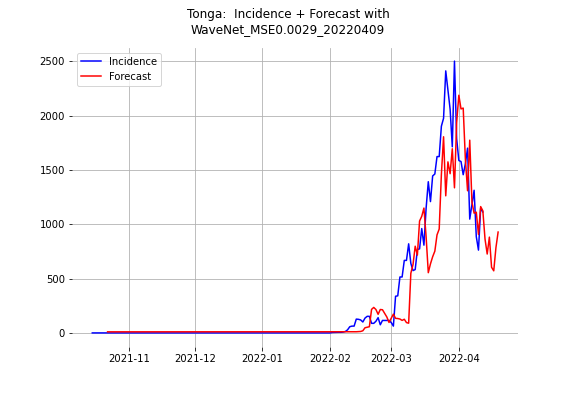 Tonga:  Incidence + Forecast with
WaveNet_MSE0.0029_20220409
Incidence
Forecast
2500
2000
1500
1000
500
0
2021-11 2021-12 2022-01 2022-02 2022-03 2022-04